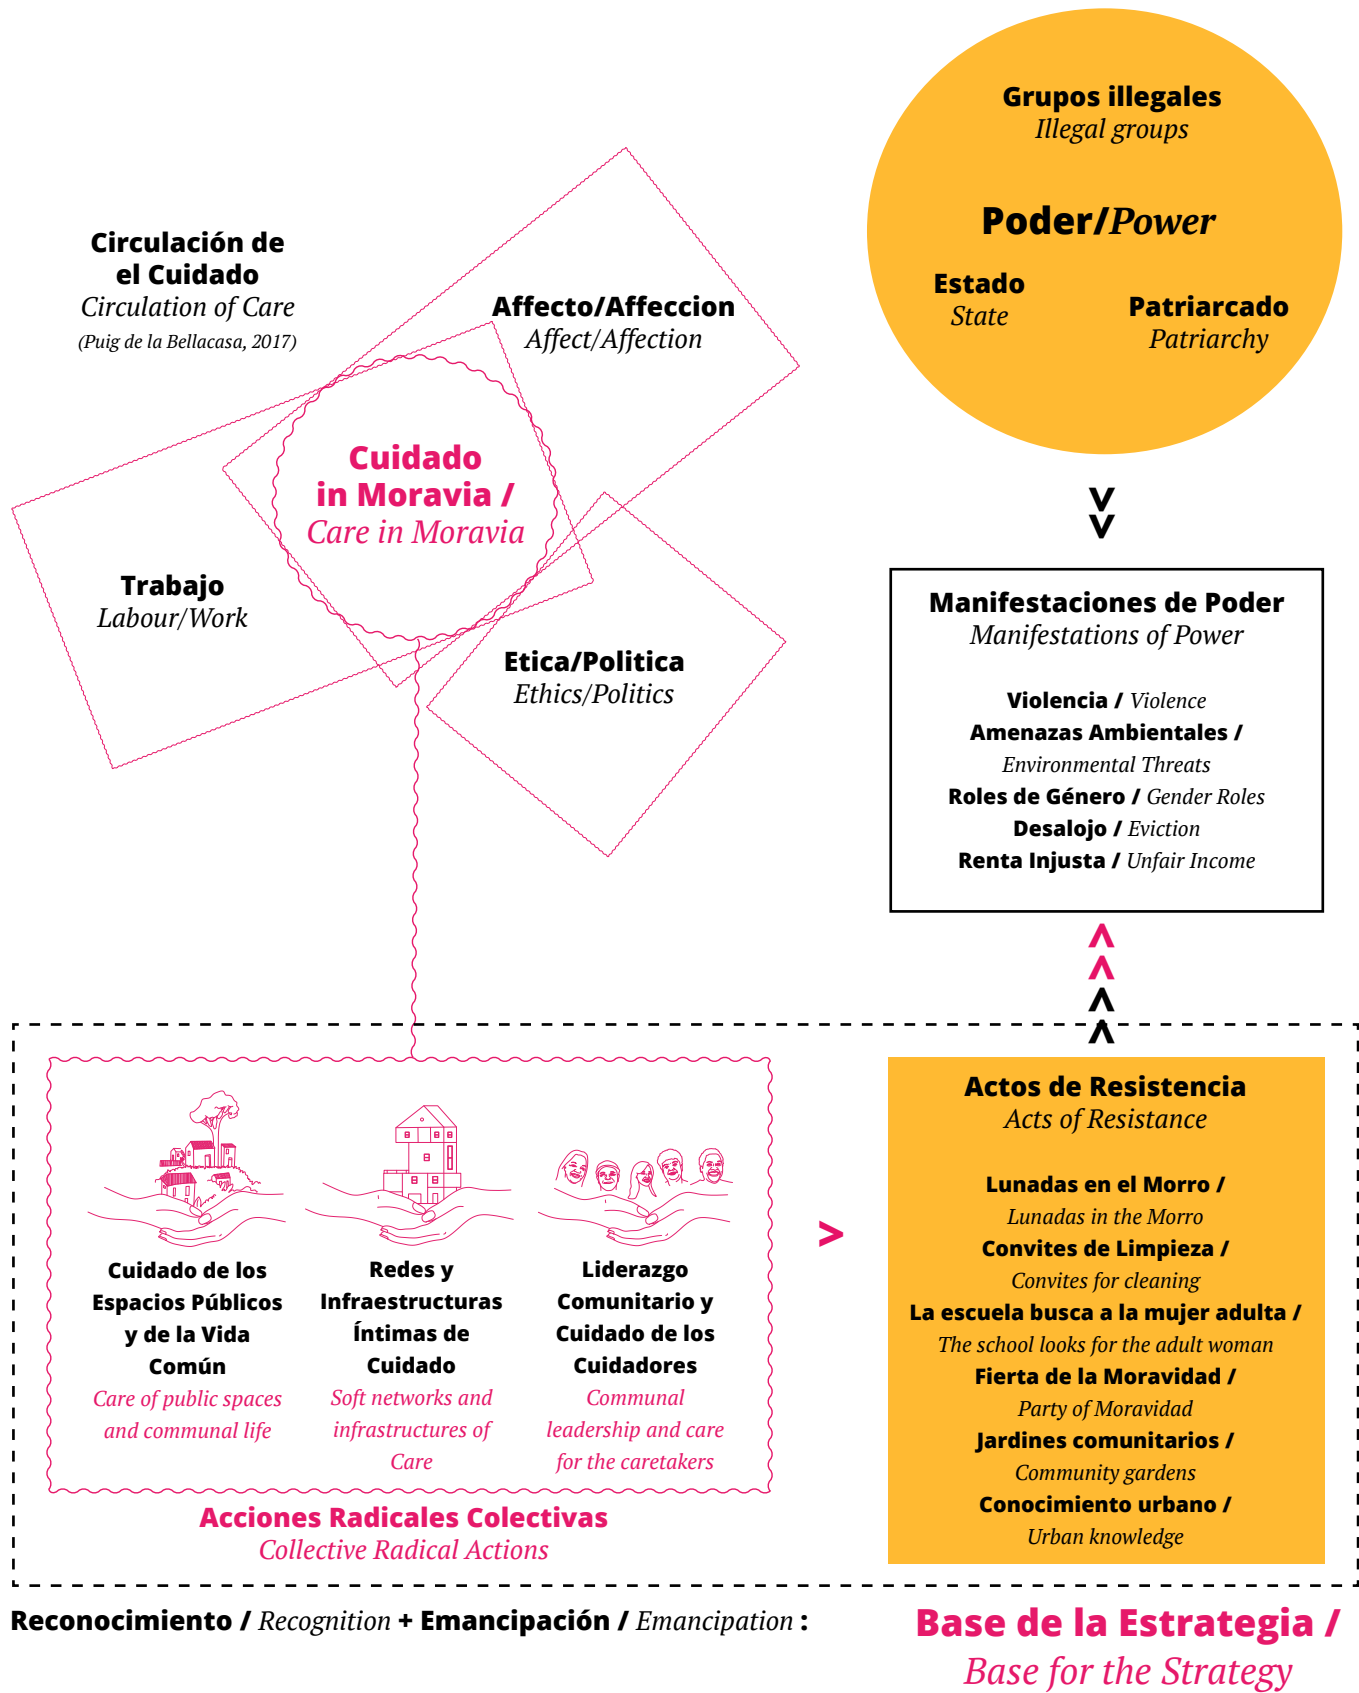 Circulación de
el Cuidado
Circulation of Care
(Puig de la Bellacasa, 2017)
Affecto/Affeccion
Affect/Affection
Cuidado
in Moravia /
Care in Moravia
Trabajo
Labour/Work
Etica/Politica
Ethics/Politics
Grupos illegales
Illegal groups
Poder/Power
Estado
State
Patriarcado
Patriarchy
>>
Manifestaciones de Poder
Manifestations of Power
Violencia / Violence
Amenazas Ambientales /
Environmental Threats
Roles de Género / Gender Roles
Desalojo / Eviction
Renta Injusta / Unfair Income
>>>>
Cuidado de los
Espacios Públicos
y de la Vida
Común
Care of public spaces
and communal life
Redes y
Infraestructuras
Íntimas de
Cuidado
Soft networks and
infrastructures of
Care
Liderazgo
Comunitario y
Cuidado de los
Cuidadores
Communal
leadership and care
for the caretakers
Acciones Radicales Colectivas
Collective Radical Actions
>
Actos de Resistencia
Acts of Resistance
Lunadas en el Morro /
Lunadas in the Morro
Convites de Limpieza /
Convites for cleaning
La escuela busca a la mujer adulta /
The school looks for the adult woman
Fierta de la Moravidad /
Party of Moravidad
Jardines comunitarios /
Community gardens
Conocimiento urbano /
Urban knowledge
Reconocimiento / Recognition + Emancipación / Emancipation :
Base de la Estrategia /
Base for the Strategy